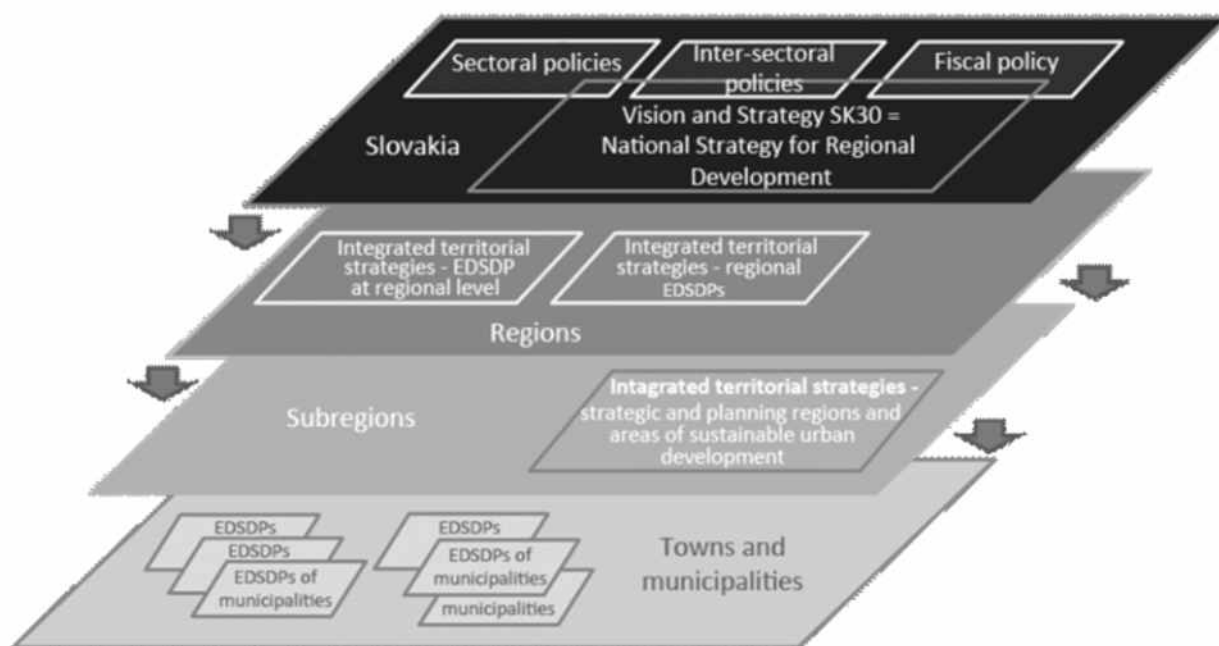 Sectoral policies
Inter-sectoral
policies
Fiscal policy
Vision and Strategy SK30 =
National Strategy for Regional
Development
Slovakia
Integrated territorial
strategies - EDSDP
at regional level
Integrated territorial
strategies - regional
EDSDPs
Regions
Subregions
Intagrated territorial strategies -
strategic and planning regions and
areas of sustainable urban
development
EDSDPs
EDSDPs
EDSDPs of
municipalities
EDSDPs
EDSDPs of
municipalities
municipalities
Towns and
municipalities